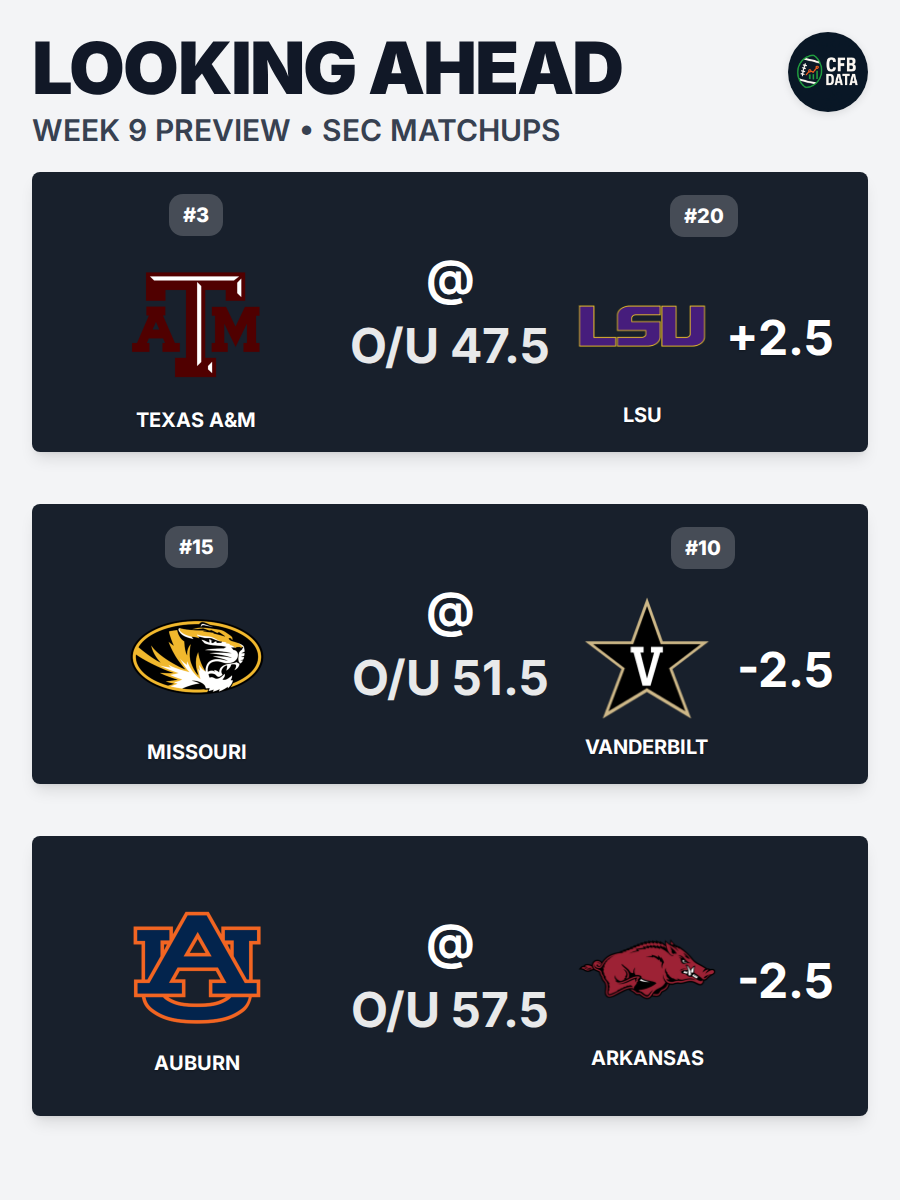 LOOKING AHEAD
CFB
DATA
WEEK 9 PREVIEW • SEC MATCHUPS
#3
#20
@
O/U 47.5
ATM
LSU
+2.5
TEXAS A&M
LSU
#15
#10
@
O/U 51.5
V
-2.5
MISSOURI
VANDERBILT
@
O/U 57.5
AU
-2.5
AUBURN
ARKANSAS